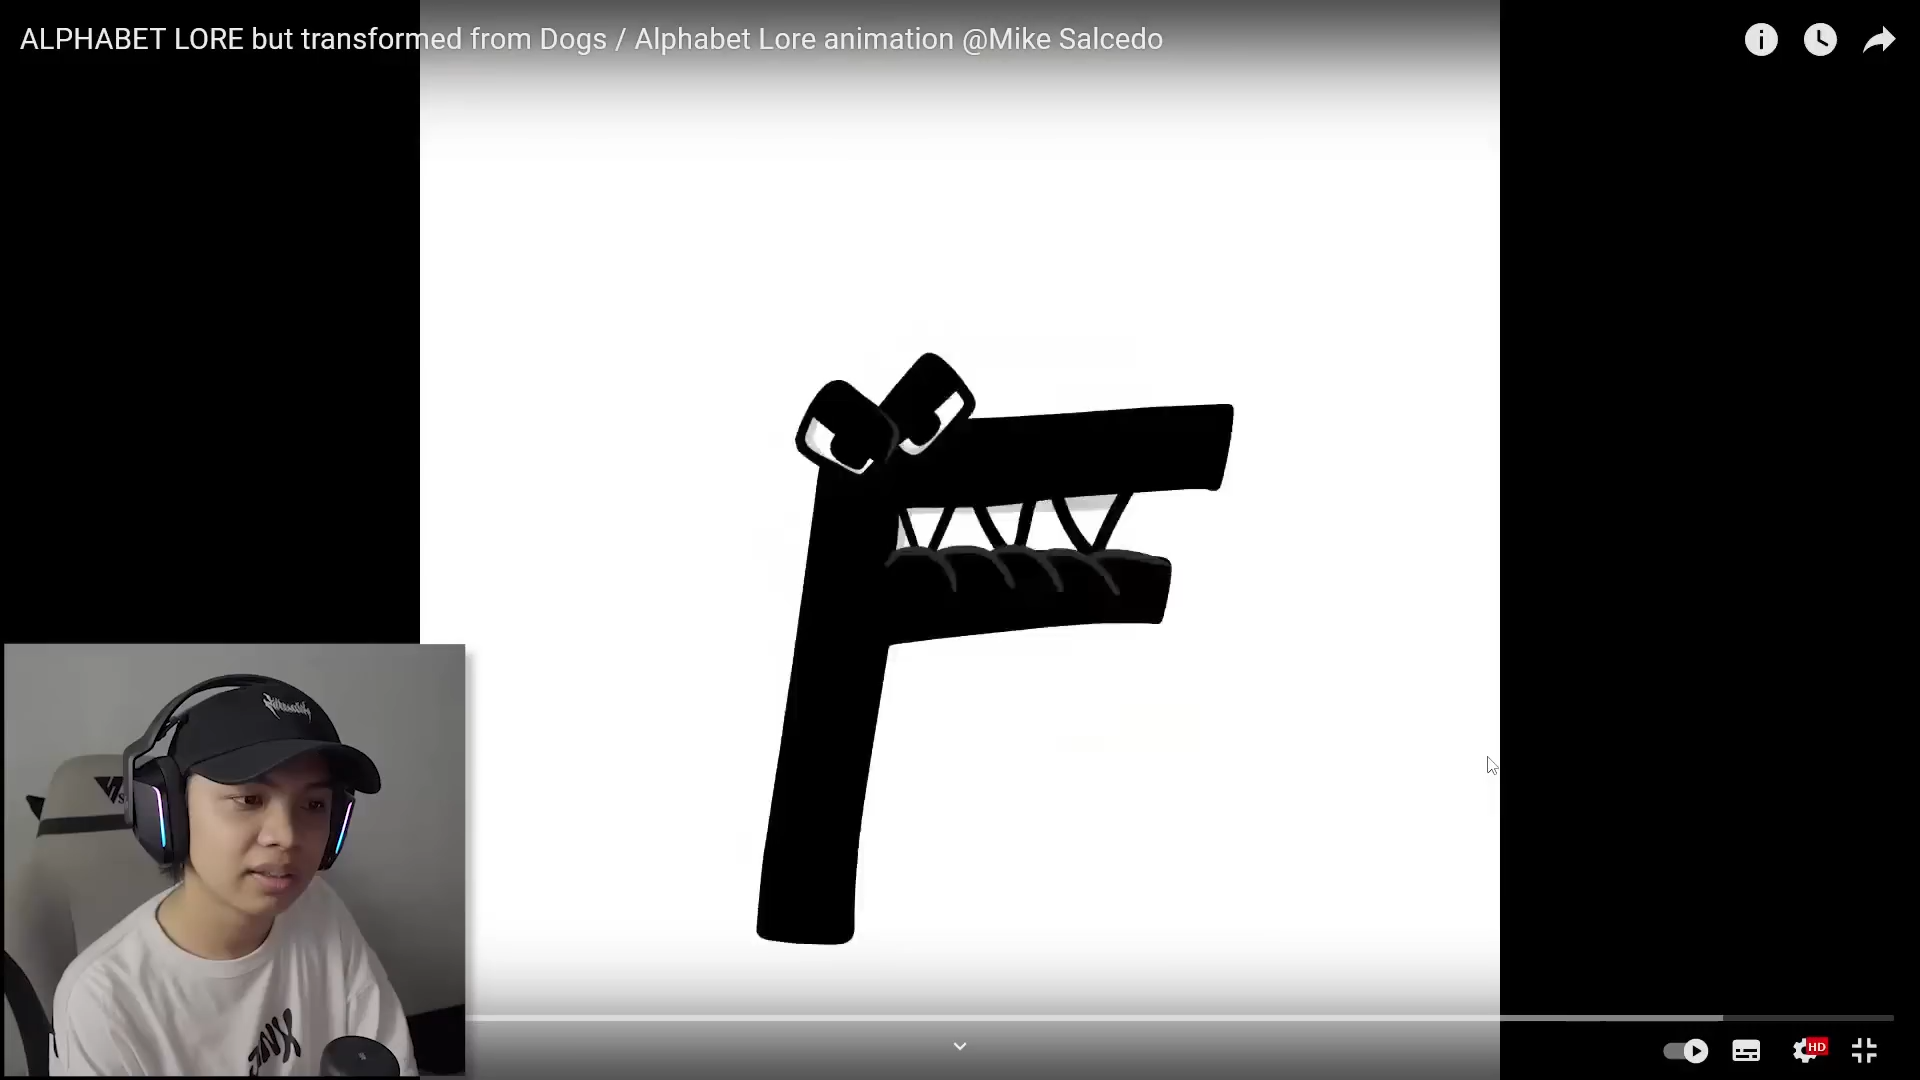 ALPHABET LORE but transformed from Dogs / Alphabet Lore animation @Mike Salcedo
F
HD